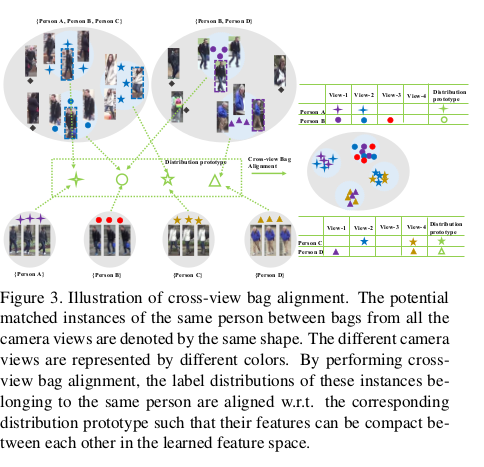 {Person A, Person B, Person C}
{Person B, Person D}
View-1 View-2 View-3 View-4 Distribution prototype
Person A
Person B
Distribution prototype
Cross-view Bag
Alignment
View-1 View-2 View-3 View-4 Distribution prototype
Person C
Person D
{Person A}
{Person B}
{Person C}
{Person D}
Figure 3. Illustration of cross-view bag alignment. The potential
matched instances of the same person between bags from all the
camera views are denoted by the same shape. The different camera
views are represented by different colors. By performing cross-
view bag alignment, the label distributions of these instances be-
longing to the same person are aligned w.r.t. the corresponding
distribution prototype such that their features can be compact be-
tween each other in the learned feature space.